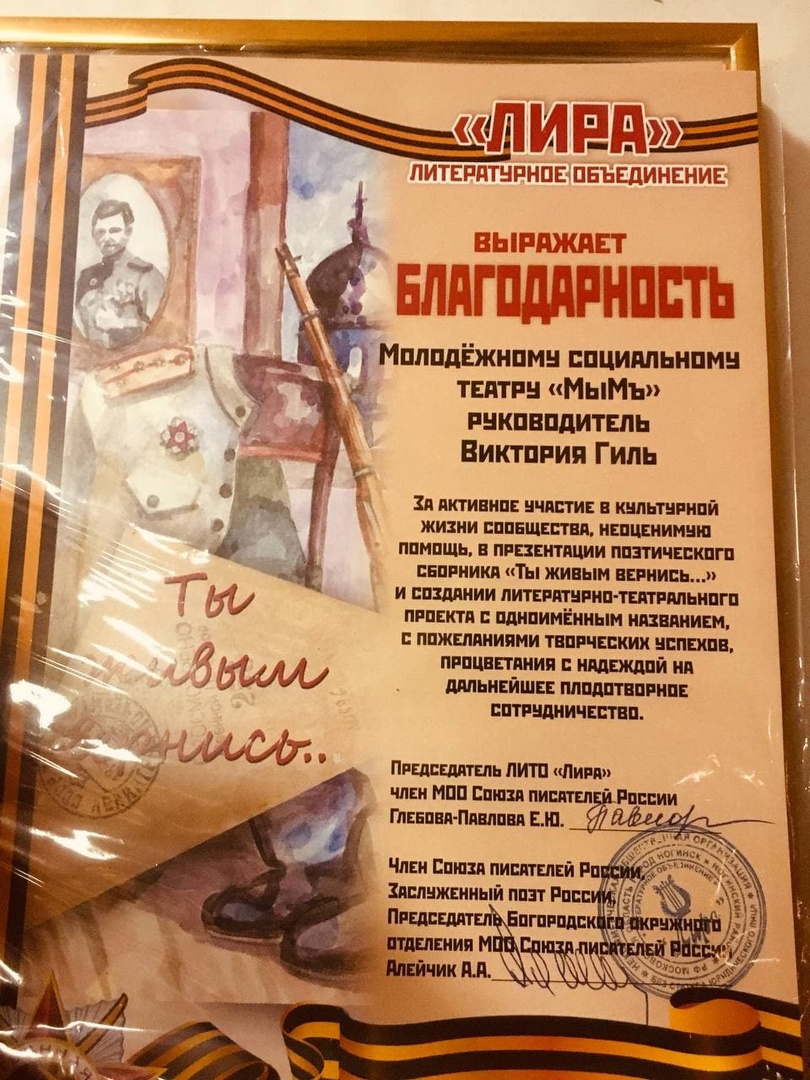 «ЛИРА»
ЛИТЕРАТУРНОЕ ОБЪЕДИНЕНИЕ
ВЫРАЖАЕТ
БЛАГОДАРНОСТЬ
МОЛОДЁЖНОМУ СОЦИАЛЬНОМУ
ТЕАТРУ «МЫМЪ»
РУКОВОДИТЕЛЬ
ВИКТОРИЯ ГИЛЬ
ЗА АКТИВНОЕ УЧАСТИЕ В КУЛЬТУРНОЙ
ЖИЗНИ СООБЩЕСТВА, НЕОЦЕНИМУЮ
ПОМОЩЬ, В ПРЕЗЕНТАЦИИ ПОЭТИЧЕСКОГО
СБОРНИКА «ТЫ ЖИВЫМ ВЕРНИСЬ...»
И СОЗДАНИИ ЛИТЕРАТУРНО-ТЕАТРАЛЬНОГО
ПРОЕКТА С ОДНОИМЁННЫМ НАЗВАНИЕМ,
С ПОЖЕЛАНИЯМИ ТВОРЧЕСКИХ УСПЕХОВ,
ПРОЦВЕТАНИЯ С НАДЕЖДОЙ НА
ДАЛЬНЕЙШЕЕ ПЛОДОТВОРНОЕ
СОТРУДНИЧЕСТВО.
Ты
живым
вернись..
ПРЕДСЕДАТЕЛЬ ЛИТО «ЛИРА»
ЧЛЕН МОО СОЮЗА ПИСАТЕЛЕЙ РОССИИ
ГЛЕБОВА-ПАВЛОВА Е.Ю.
ЧЛЕН СОЮЗА ПИСАТЕЛЕЙ РОССИИ,
ЗАСЛУЖЕННЫЙ ПОЭТ РОССИИ,
ПРЕДСЕДАТЕЛЬ БОГОРОДСКОГО ОКРУЖНОГО
ОТДЕЛЕНИЯ МОО СОЮЗА ПИСАТЕЛЕЙ РОССИИ
АЛЕЙЧИК А.А.